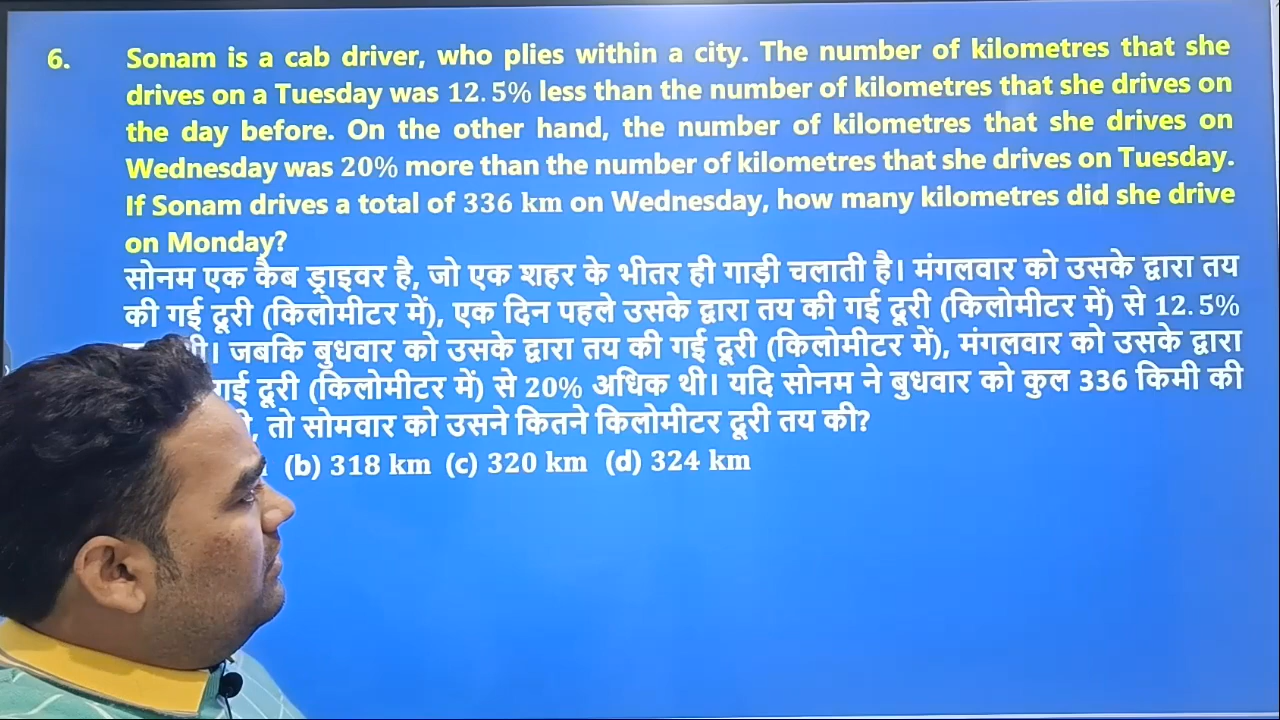 6. Sonam is a cab driver, who plies within a city. The number of kilometres that she
drives on a Tuesday was 12.5% less than the number of kilometres that she drives on
the day before. On the other hand, the number of kilometres that she drives on
Wednesday was 20% more than the number of kilometres that she drives on Tuesday.
If Sonam drives a total of 336 km on Wednesday, how many kilometres did she drive
on Monday?
सोनम एक कैब ड्राइवर है, जो एक शहर के भीतर ही गाड़ी चलाती है। मंगलवार को उसके द्वारा तय
की गई दूरी (किलोमीटर में), एक दिन पहले उसके द्वारा तय की गई दूरी (किलोमीटर में) से 12.5%
जबकि बुधवार को उसके द्वारा तय की गई दूरी (किलोमीटर में), मंगलवार को उसके द्वारा
दूरी (किलोमीटर में) से 20% अधिक थी। यदि सोनम ने बुधवार को कुल 336 किमी की
तो सोमवार को उसने कितने किलोमीटर दूरी तय की?
(b) 318 km (c) 320 km (d) 324 km